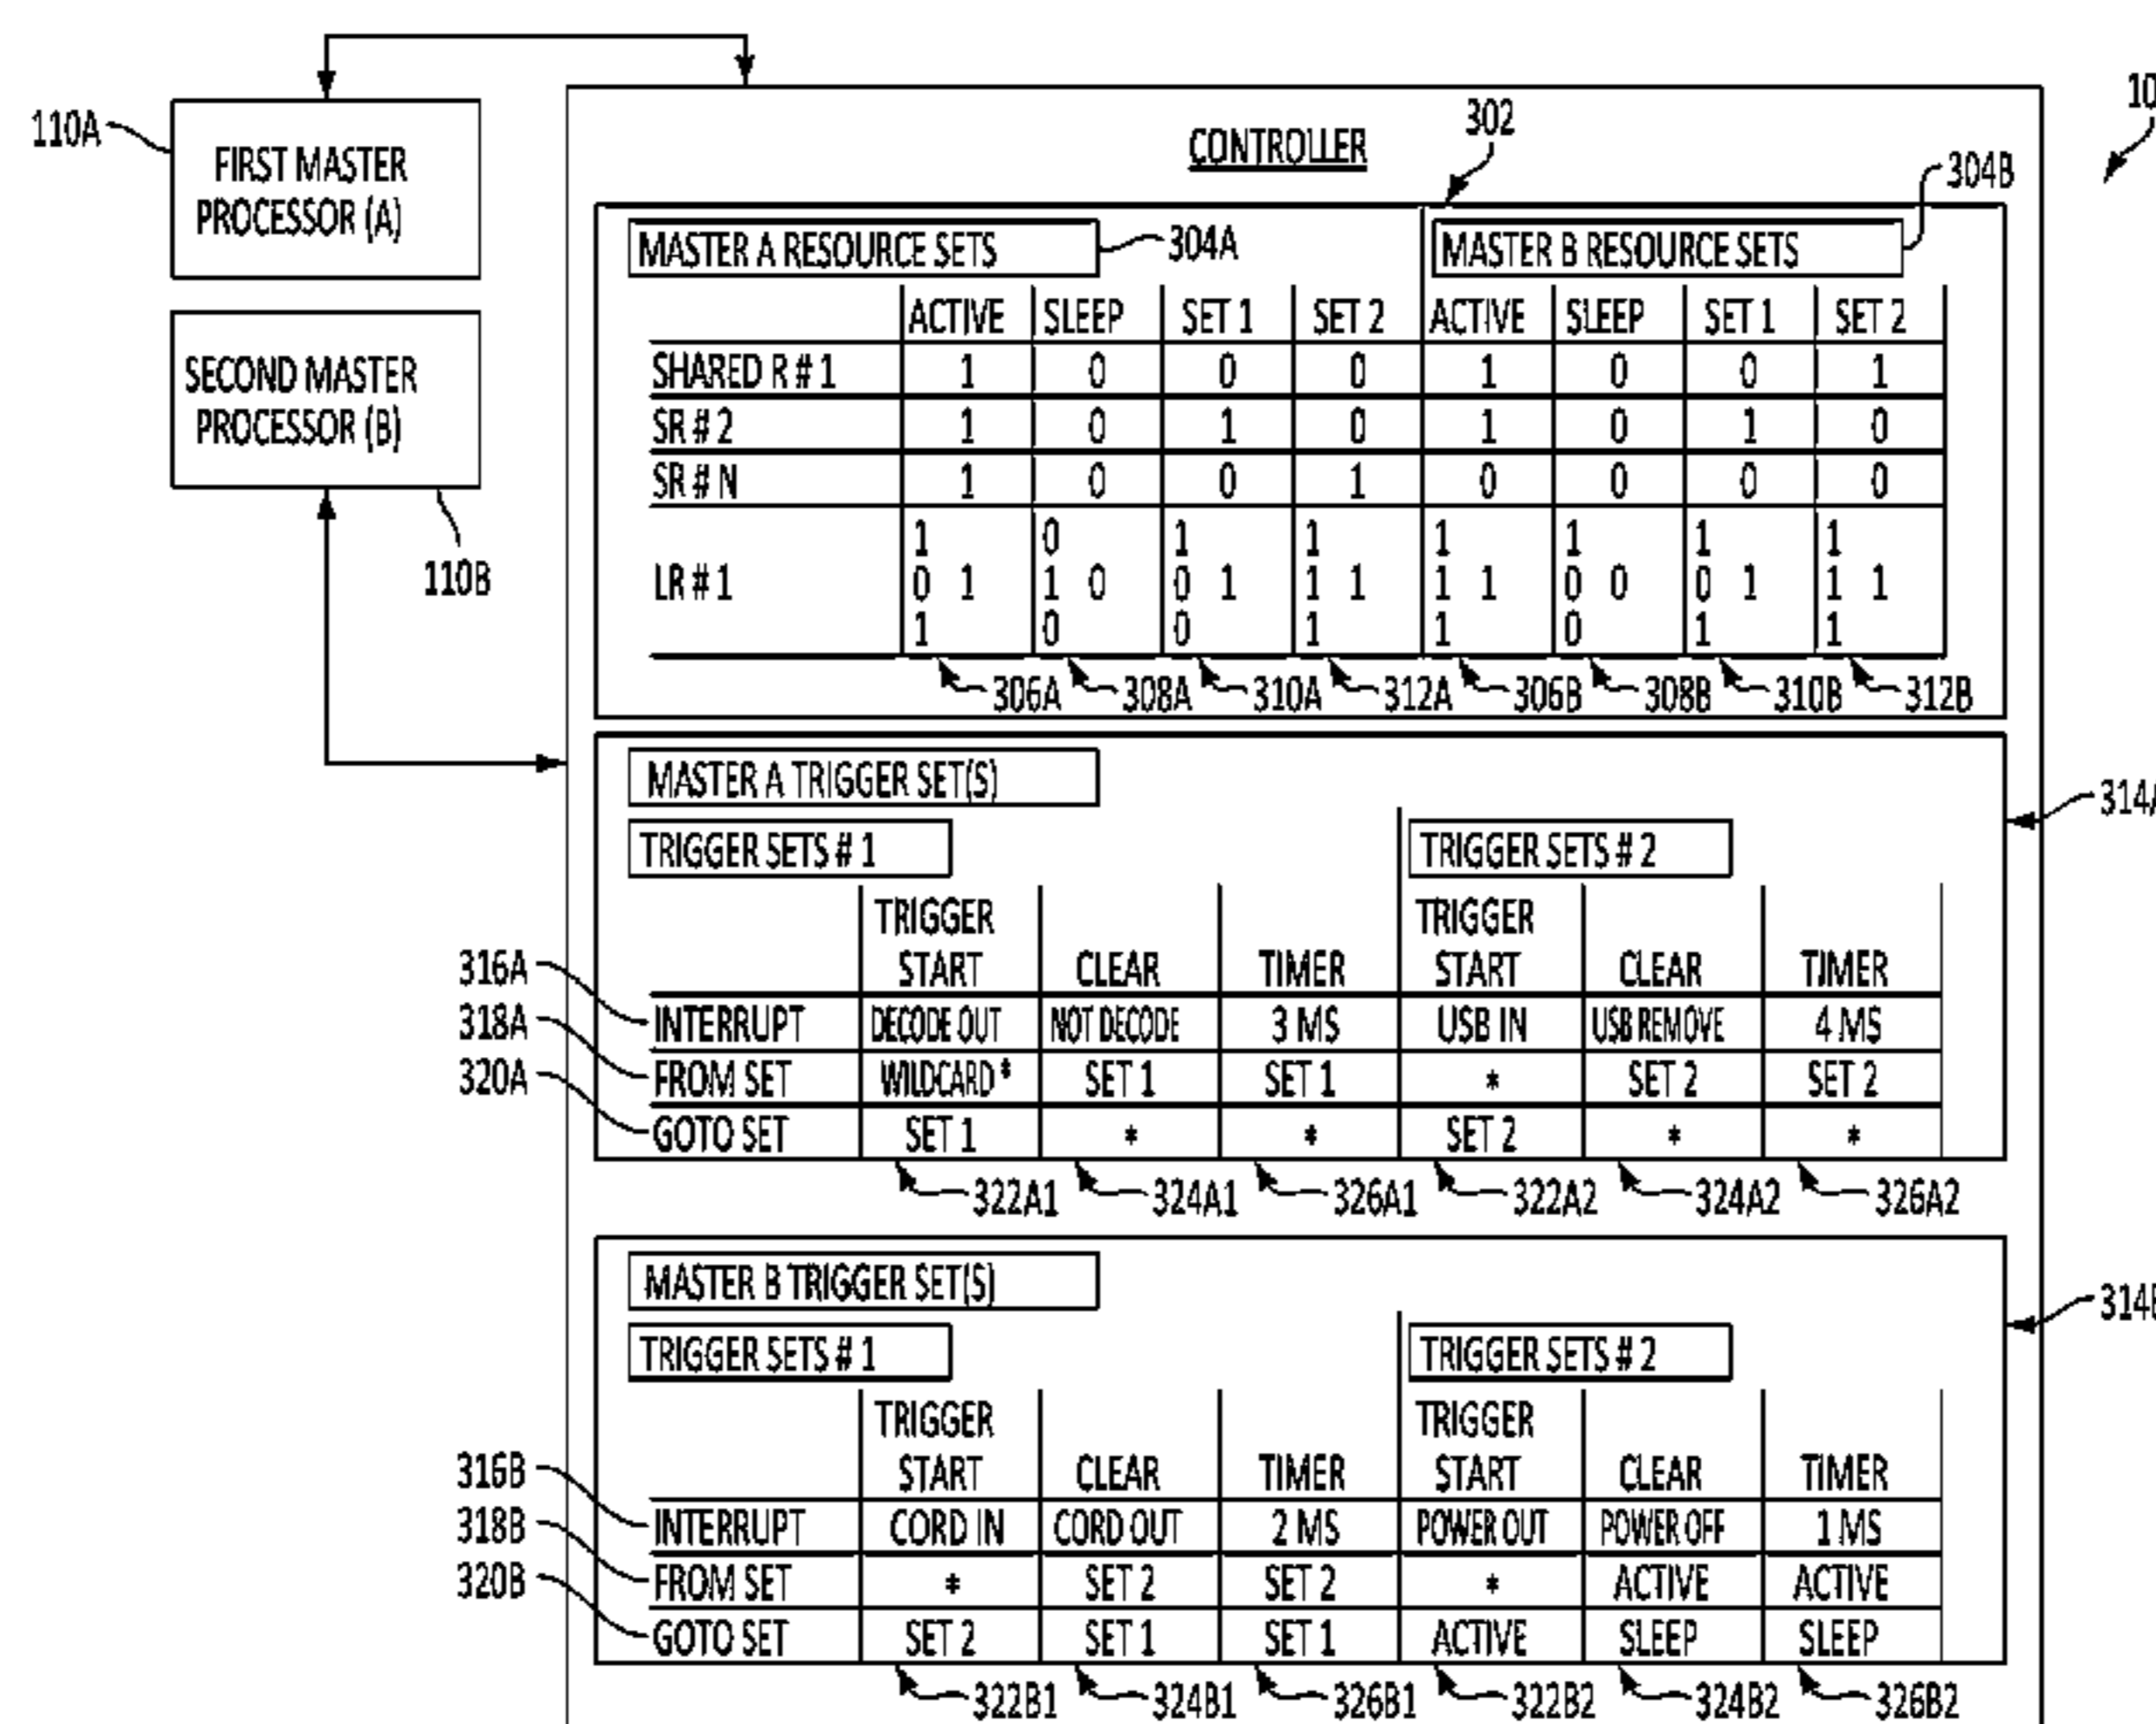 10
110A
FIRST MASTER
PROCESSOR (A)
SECOND MASTER
PROCESSOR (B)
110B
CONTROLLER
302
304B
MASTER A RESOURCE SETS
304A
MASTER B RESOURCE SETS
ACTIVE SLEEP SET 1 SET 2 ACTIVE SLEEP SET 1 SET 2
SHARED R # 1 1 0 0 0 1 0 0 1
SR # 2 1 0 1 0 1 0 1 0
SR # N 1 0 0 1 0 0 0 0
1 0 1 1 1 1 1 1
LR # 1 0 1 1 0 0 1 1 1 1 1 0 0 0 1 1 1
1 0 0 1 1 0 1 1
306A 308A 310A 312A 306B 308B 310B 312B
MASTER A TRIGGER SET(S)
314A
TRIGGER SETS # 1 TRIGGER SETS # 2
TRIGGER TRIGGER
START CLEAR TIMER START CLEAR TIMER
316A INTERRUPT DECODE OUT NOT DECODE 3 MS USB IN USB REMOVE 4 MS
318A FROM SET WILDCARD * SET 1 SET 1 * SET 2 SET 2
320A GOTO SET SET 1 * * SET 2 * *
322A1 324A1 326A1 322A2 324A2 326A2
MASTER B TRIGGER SET(S)
314B
TRIGGER SETS # 1 TRIGGER SETS # 2
TRIGGER TRIGGER
START CLEAR TIMER START CLEAR TIMER
316B INTERRUPT CORD IN CORD OUT 2 MS POWER OUT POWER OFF 1 MS
318B FROM SET * SET 2 SET 2 * ACTIVE ACTIVE
320B GOTO SET SET 2 SET 1 SET 1 ACTIVE SLEEP SLEEP
322B1 324B1 326B1 322B2 324B2 326B2